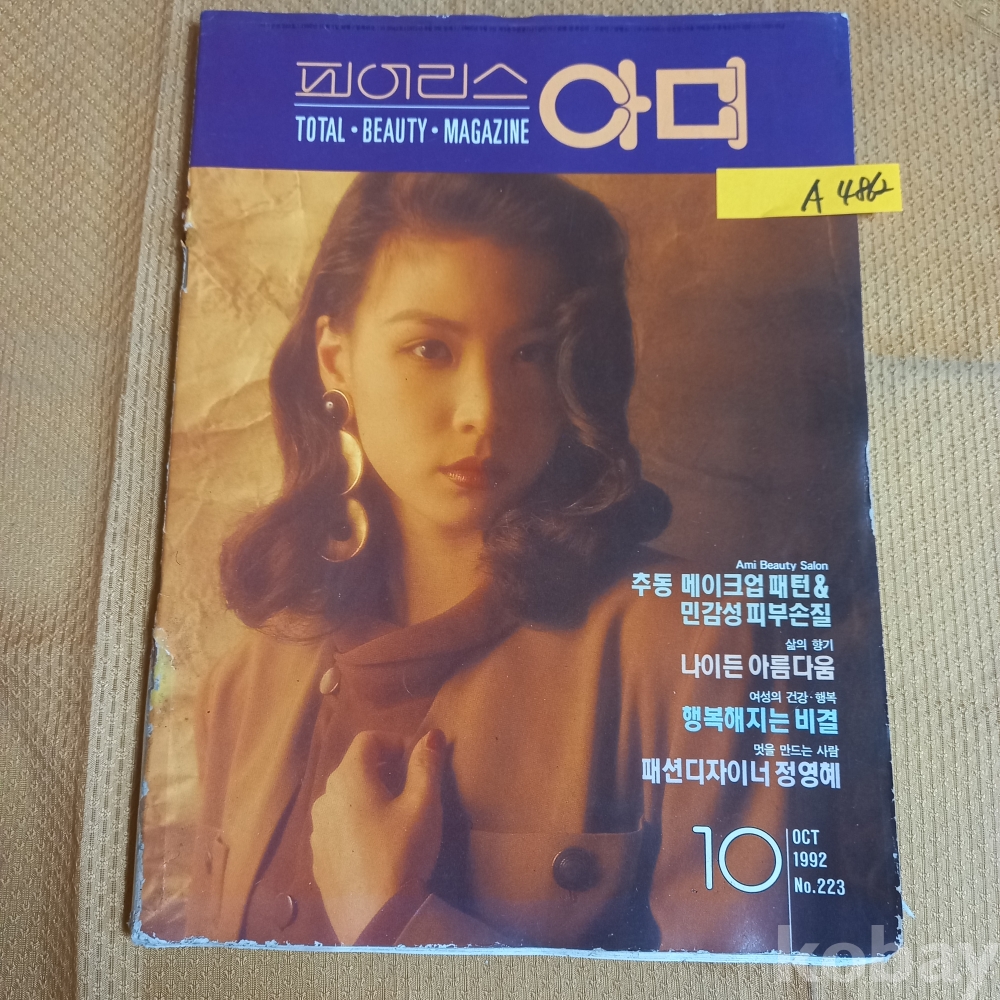 피어리스 아미
TOTAL • BEAUTY • MAGAZINE
A 4862
Ami Beauty Salon
추동 메이크업 패턴 &
민감성 피부손질
삶의 향기
나이든 아름다움
여성의 건강·행복
행복해지는 비결
멋을 만드는 사람
패션디자이너 정영혜
10
OCT
1992
No.223
kobay